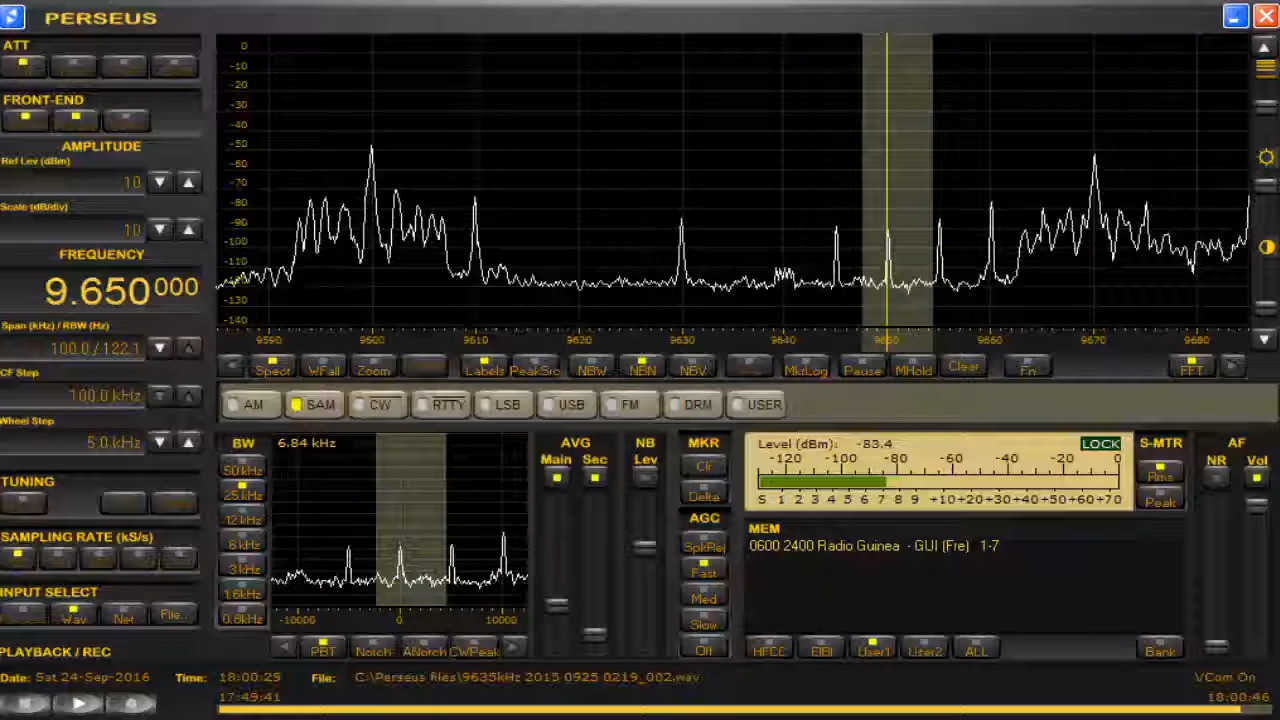 PERSEUS
ATT
FRONT-END
AMPLITUDE
Ref Lev (dBm)
10
Scale (dB/div)
10
FREQUENCY
9.650 000
Span (kHz) / RBW (Hz)
100.0 / 122.1
CF Step
100.0 kHz
Wheel Step
5.0 kHz
TUNING
SAMPLING RATE (kS/s)
INPUT SELECT
Wav Net File..
PLAYBACK / REC
0
-10
-20
-30
-40
-50
-60
-70
-80
-90
-100
-110
-120
-130
-140
9590 9600 9610 9620 9630 9640 9650 9660 9670 9680
Spect WFall Zoom Labels PeakSrc NBW NBN NBV MkrLog Pause MHold Clear Fn FFT
AM SAM CW RTTY LSB USB FM DRM USER
BW
50 kHz
25 kHz
12 kHz
6 kHz
3 kHz
1.6kHz
0.8kHz
6.84 kHz
-10000 0 10000
PBT Notch ANotch CWPeak
AVG
Main Sec
NB
Lev
MKR
Clr
Delta
AGC
SpkRej
Fast
Med
Slow
Off
Level (dBm): -83.4 LOCK
-120 -100 -80 -60 -40 -20 0
S 1 2 3 4 5 6 7 8 9 +10+20+30+40+50+60+70
S-MTR
Rms
Peak
AF
NR Vol
MEM
0600 2400 Radio Guinea - GUI (Fre) 1-7
HFCC EIBI User1 User2 ALL Bank
Date: Sat 24-Sep-2016 Time: 18:00:29 File: C:\Perseus files\9635kHz 2015 0925 0219_002.wav VCom On
17:49:41 18:00:46